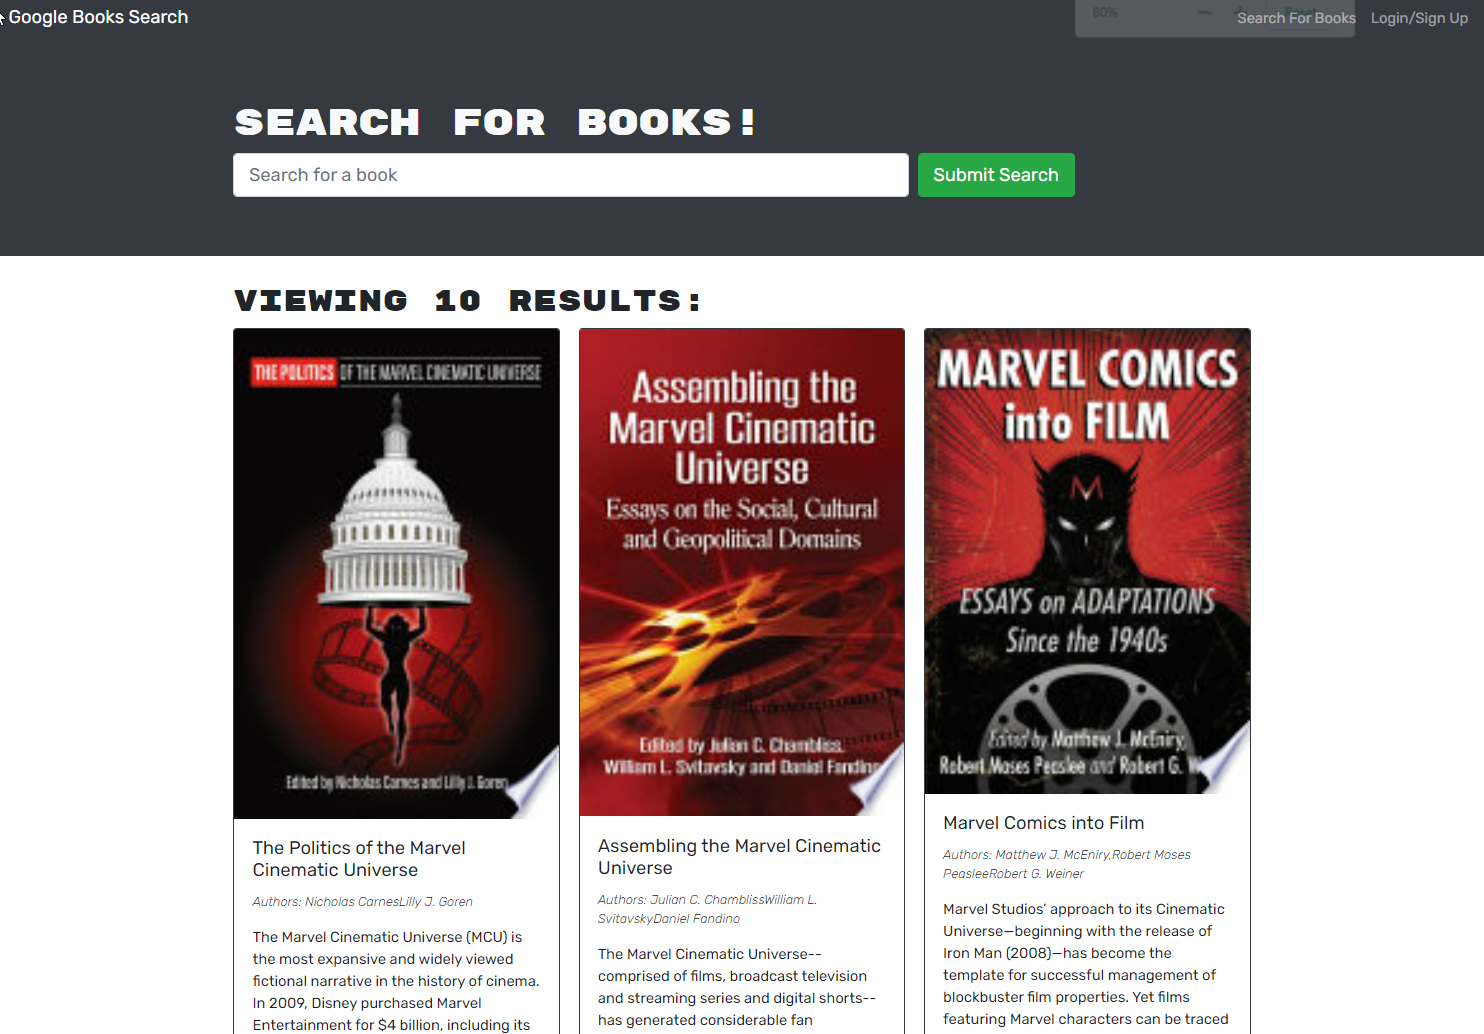 Google Books Search
80%
Search For Books
Login/Sign Up
SEARCH FOR BOOKS!
Search for a book
Submit Search
VIEWING 10 RESULTS:
THE POLITICS OF THE MARVEL CINEMATIC UNIVERSE
Edited by Nicholas Carnes and Lilly J. Goren
The Politics of the Marvel
Cinematic Universe
Authors: Nicholas CarnesLilly J. Goren
The Marvel Cinematic Universe (MCU) is
the most expansive and widely viewed
fictional narrative in the history of cinema.
In 2009, Disney purchased Marvel
Entertainment for $4 billion, including its
Assembling the
Marvel Cinematic
Universe
Essays on the Social, Cultural
and Geopolitical Domains
Edited by Julian C. Chambliss,
William L. Svitavsky and Daniel Fandino
Assembling the Marvel Cinematic
Universe
Authors: Julian C. ChamblissWilliam L.
SvitavskyDaniel Fandino
The Marvel Cinematic Universe--
comprised of films, broadcast television
and streaming series and digital shorts--
has generated considerable fan
MARVEL COMICS
into FILM
M
ESSAYS on ADAPTATIONS
Since the 1940s
Edited by Matthew J. McEniry,
Robert Moses Peaslee and Robert G.
Marvel Comics into Film
Authors: Matthew J. McEniry,Robert Moses
PeasleeRobert G. Weiner
Marvel Studios’ approach to its Cinematic
Universe—beginning with the release of
Iron Man (2008)—has become the
template for successful management of
blockbuster film properties. Yet films
featuring Marvel characters can be traced